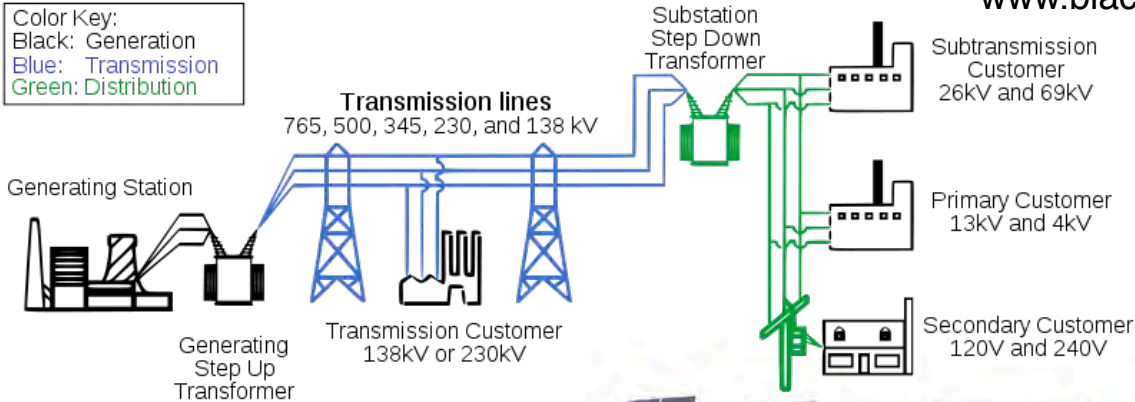 Color Key:
Black: Generation
Blue: Transmission
Green: Distribution
Substation
Step Down
Transformer
Subtransmission
Customer
26kV and 69kV
Transmission lines
765, 500, 345, 230, and 138 kV
Generating Station
Primary Customer
13kV and 4kV
Transmission Customer
138kV or 230kV
Generating
Step Up
Transformer
Secondary Customer
120V and 240V